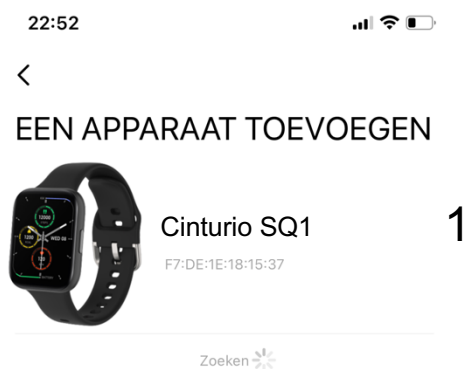 22:52
EEN APPARAAT TOEVOEGEN
Cinturio SQ1
1
F7:DE:1E:18:15:37
Zoeken